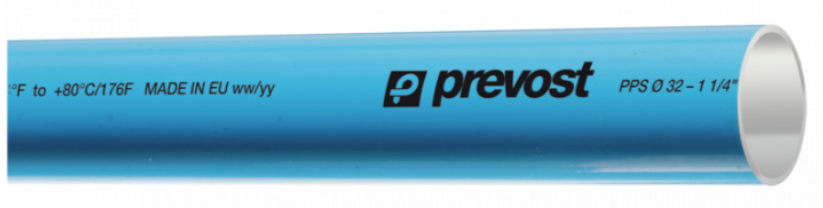 °F to +80°C/176F MADE IN EU ww/yy prevost PPS Ø 32 – 1 1/4"